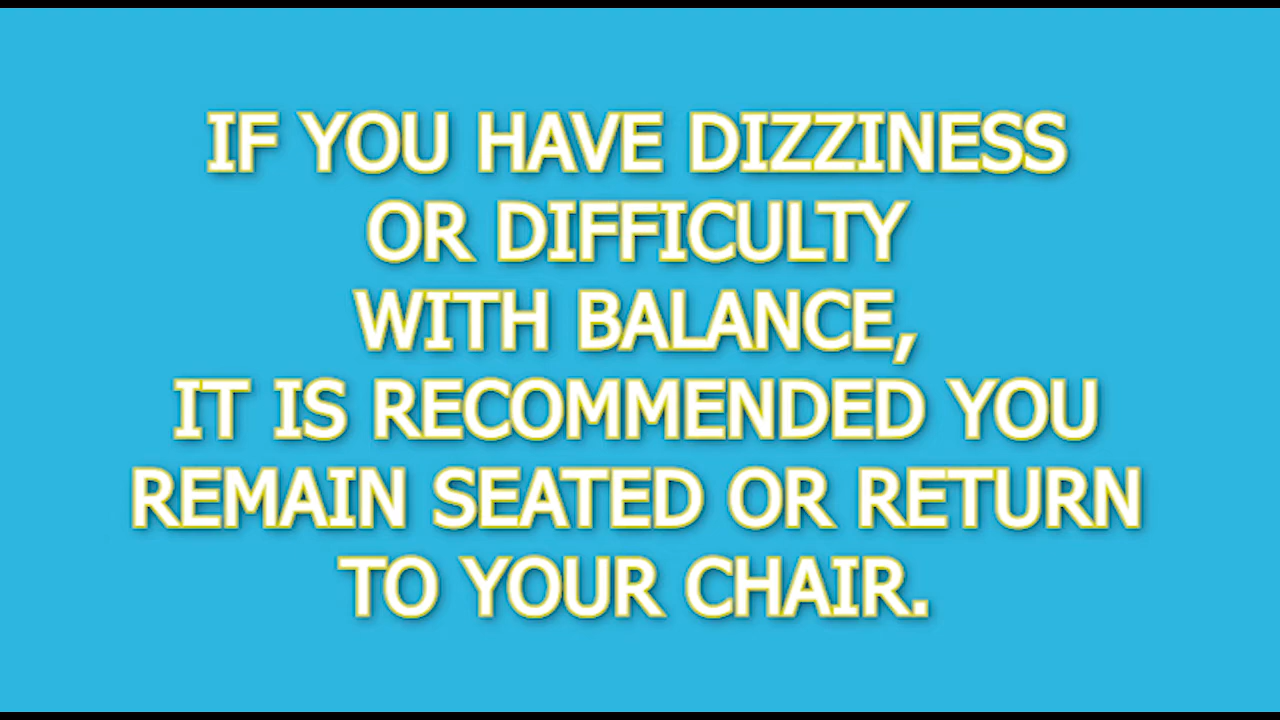 IF YOU HAVE DIZZINESS
OR DIFFICULTY
WITH BALANCE,
IT IS RECOMMENDED YOU
REMAIN SEATED OR RETURN
TO YOUR CHAIR.